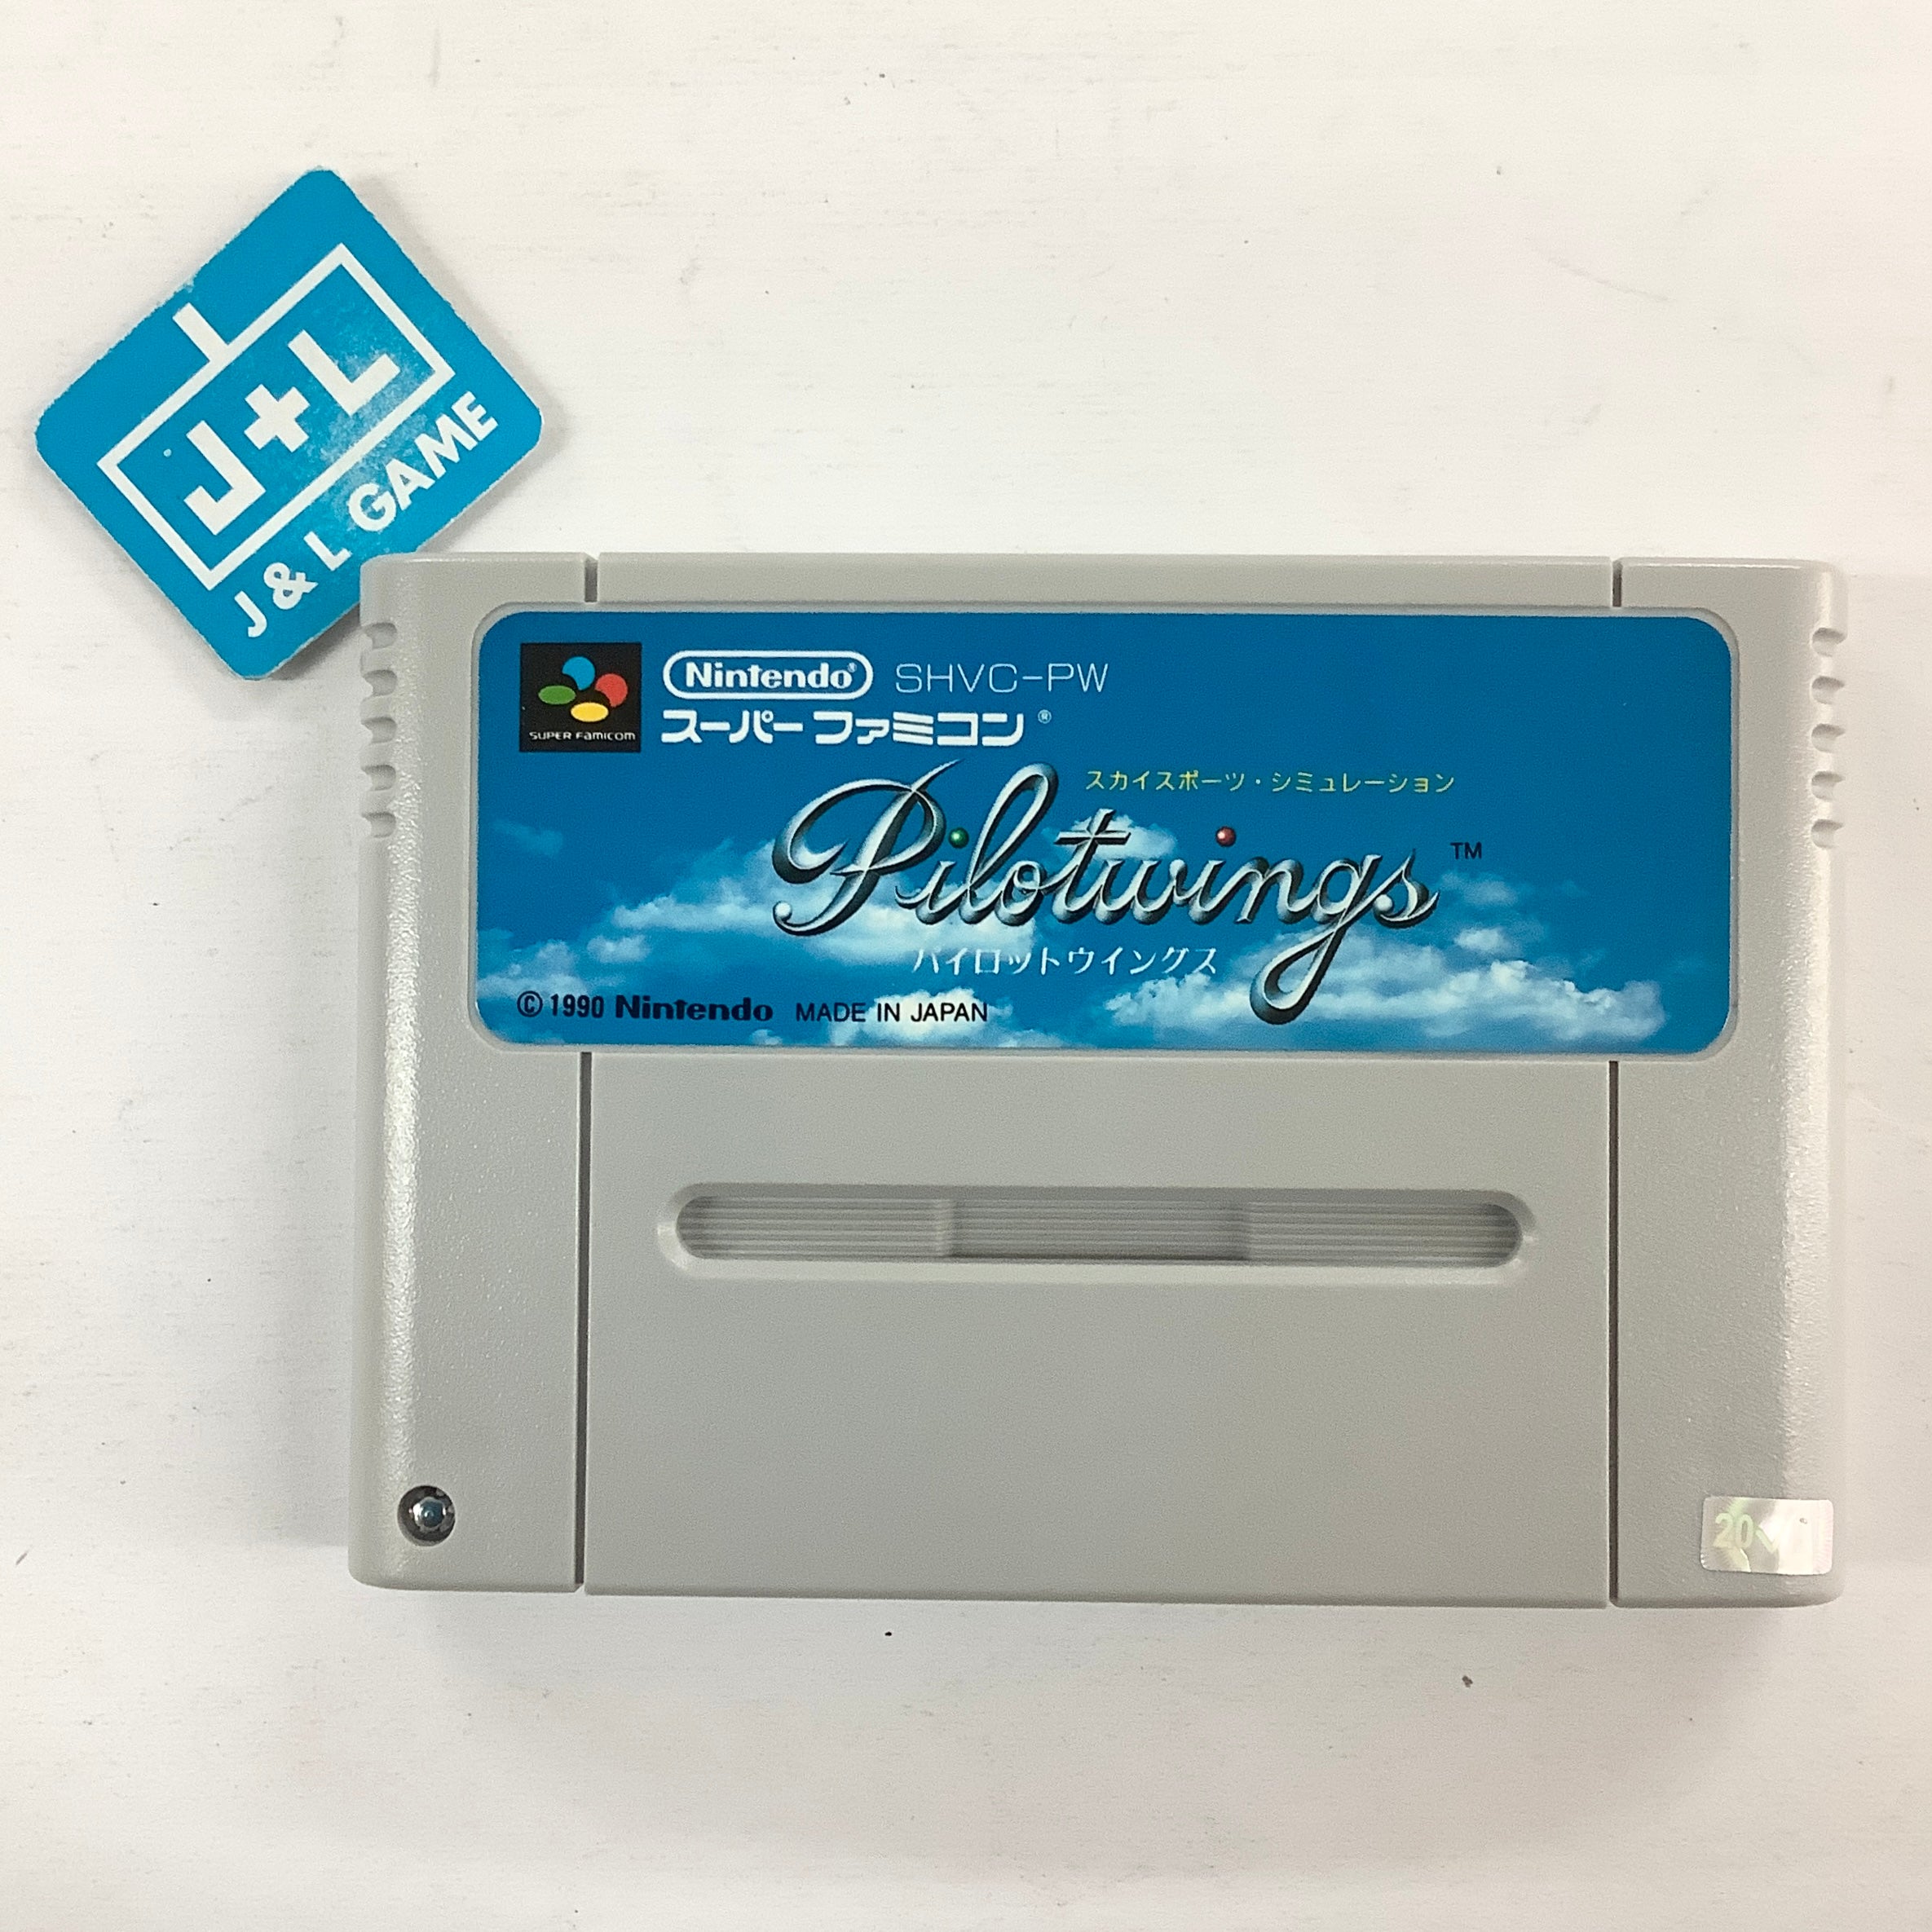 J+L
J & L GAME
Nintendo® SHVC-PW
SUPER FAMICOM
スーパーファミコン®
スカイスポーツ・シミュレーション
Pilotwings™
パイロットウイングス
© 1990 Nintendo MADE IN JAPAN